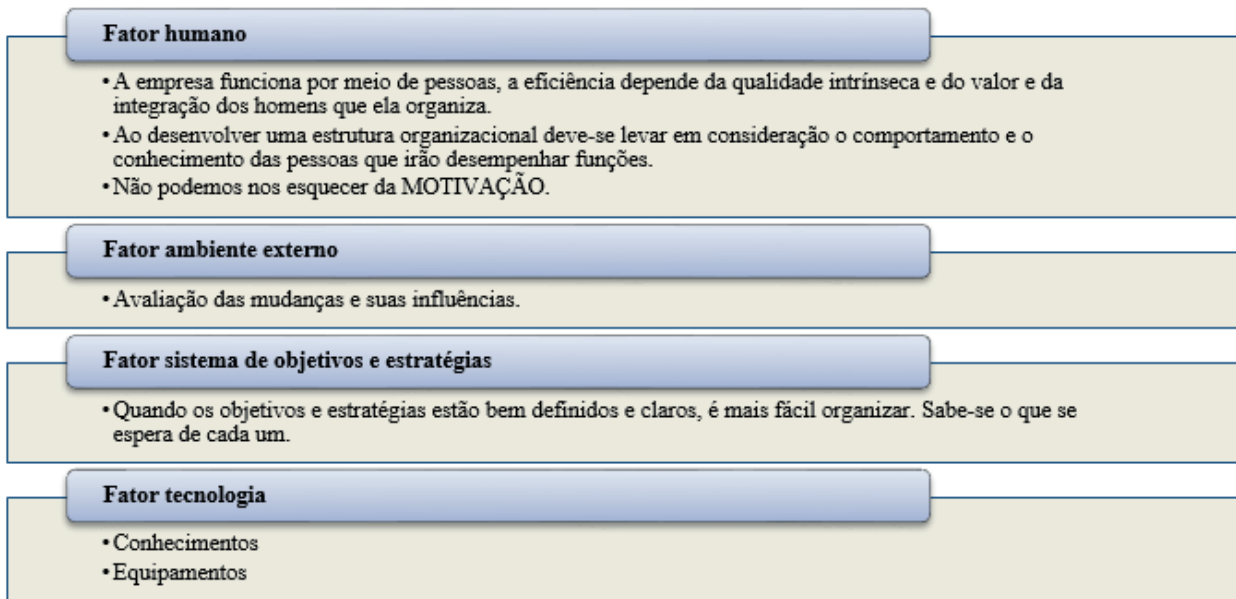 Fator humano
•A empresa funciona por meio de pessoas, a eficiência depende da qualidade intrínseca e do valor e da
integração dos homens que ela organiza.
•Ao desenvolver uma estrutura organizacional deve-se levar em consideração o comportamento e o
conhecimento das pessoas que irão desempenhar funções.
•Não podemos nos esquecer da MOTIVAÇÃO.
Fator ambiente externo
•Avaliação das mudanças e suas influências.
Fator sistema de objetivos e estratégias
•Quando os objetivos e estratégias estão bem definidos e claros, é mais fácil organizar. Sabe-se o que se
espera de cada um.
Fator tecnologia
•Conhecimentos
•Equipamentos